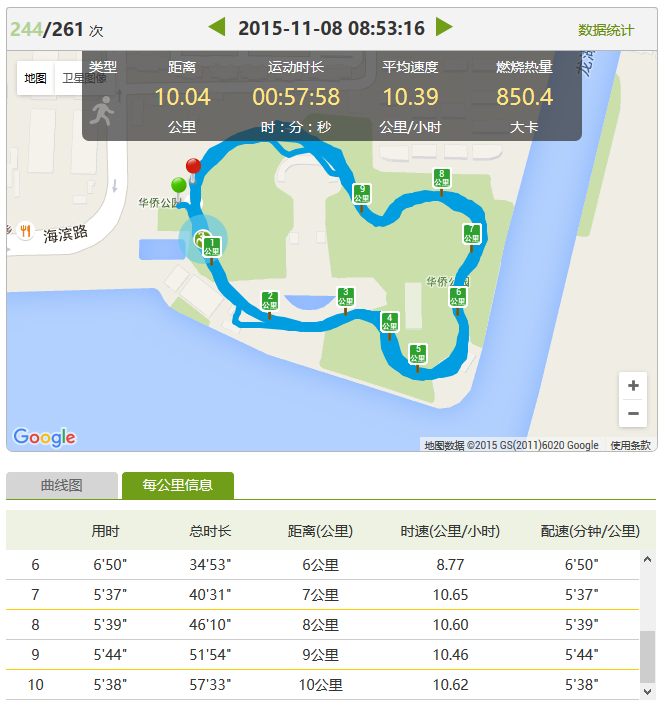 244/261 次 2015-11-08 08:53:16 数据统计
地图 卫星图像
类型 距离 运动时长 平均速度 燃烧热量
10.04 00:57:58 10.39 850.4
公里 时：分：秒 公里/小时 大卡
龙湖
8 公里
9 公里
华侨公园
7 公里
海滨路
1 公里
华侨公园
2 公里
3 公里
6 公里
4 公里
5 公里
+
−
Google
地图数据 ©2015 GS(2011)6020 Google 使用条款
曲线图 每公里信息
用时 总时长 距离(公里) 时速(公里/小时) 配速(分钟/公里)
6 6'50" 34'53" 6公里 8.77 6'50"
7 5'37" 40'31" 7公里 10.65 5'37"
8 5'39" 46'10" 8公里 10.60 5'39"
9 5'44" 51'54" 9公里 10.46 5'44"
10 5'38" 57'33" 10公里 10.62 5'38"